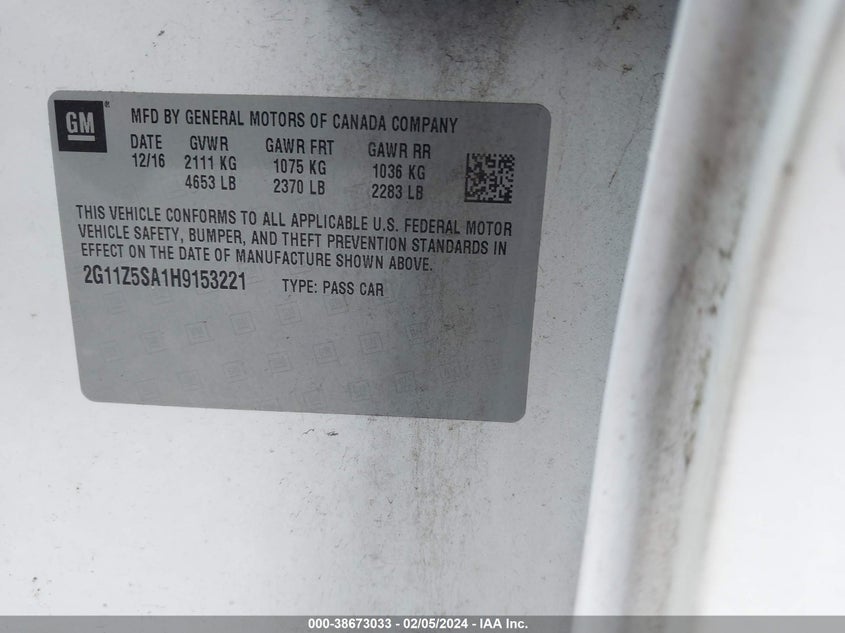 GM
MFD BY GENERAL MOTORS OF CANADA COMPANY
DATE GVWR GAWR FRT GAWR RR
12/16 2111 KG 1075 KG 1036 KG
4653 LB 2370 LB 2283 LB
THIS VEHICLE CONFORMS TO ALL APPLICABLE U.S. FEDERAL MOTOR
VEHICLE SAFETY, BUMPER, AND THEFT PREVENTION STANDARDS IN
EFFECT ON THE DATE OF MANUFACTURE SHOWN ABOVE.
2G11Z5SA1H9153221 TYPE: PASS CAR
000-38673033 - 02/05/2024 - IAA Inc.